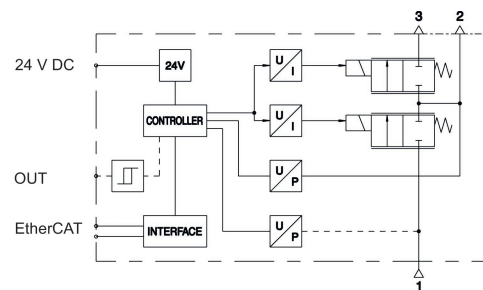 3 2
24 V DC
24V
U
I
CONTROLLER
U
I
OUT
U
P
EtherCAT
INTERFACE
U
P
1